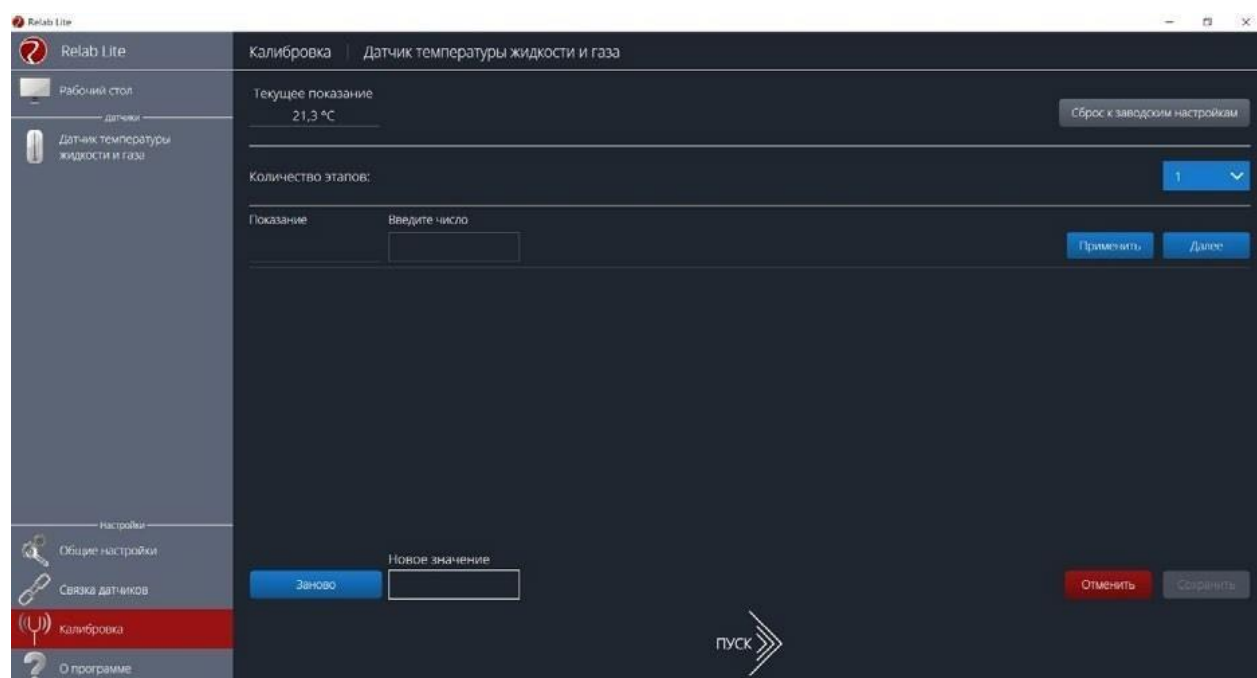 Relab Lite
Relab Lite
Калибровка
Датчик температуры жидкости и газа
Рабочий стол
Датчики
Датчик температуры
жидкости и газа
Текущее показание
21,3 °C
Сброс к заводским настройкам
Количество этапов:
1
Показание
Введите число
Применить
Далее
Настройки
Общие настройки
Связка датчиков
Калибровка
О программе
Новое значение
Заново
Отменить
Сохранить
ПУСК